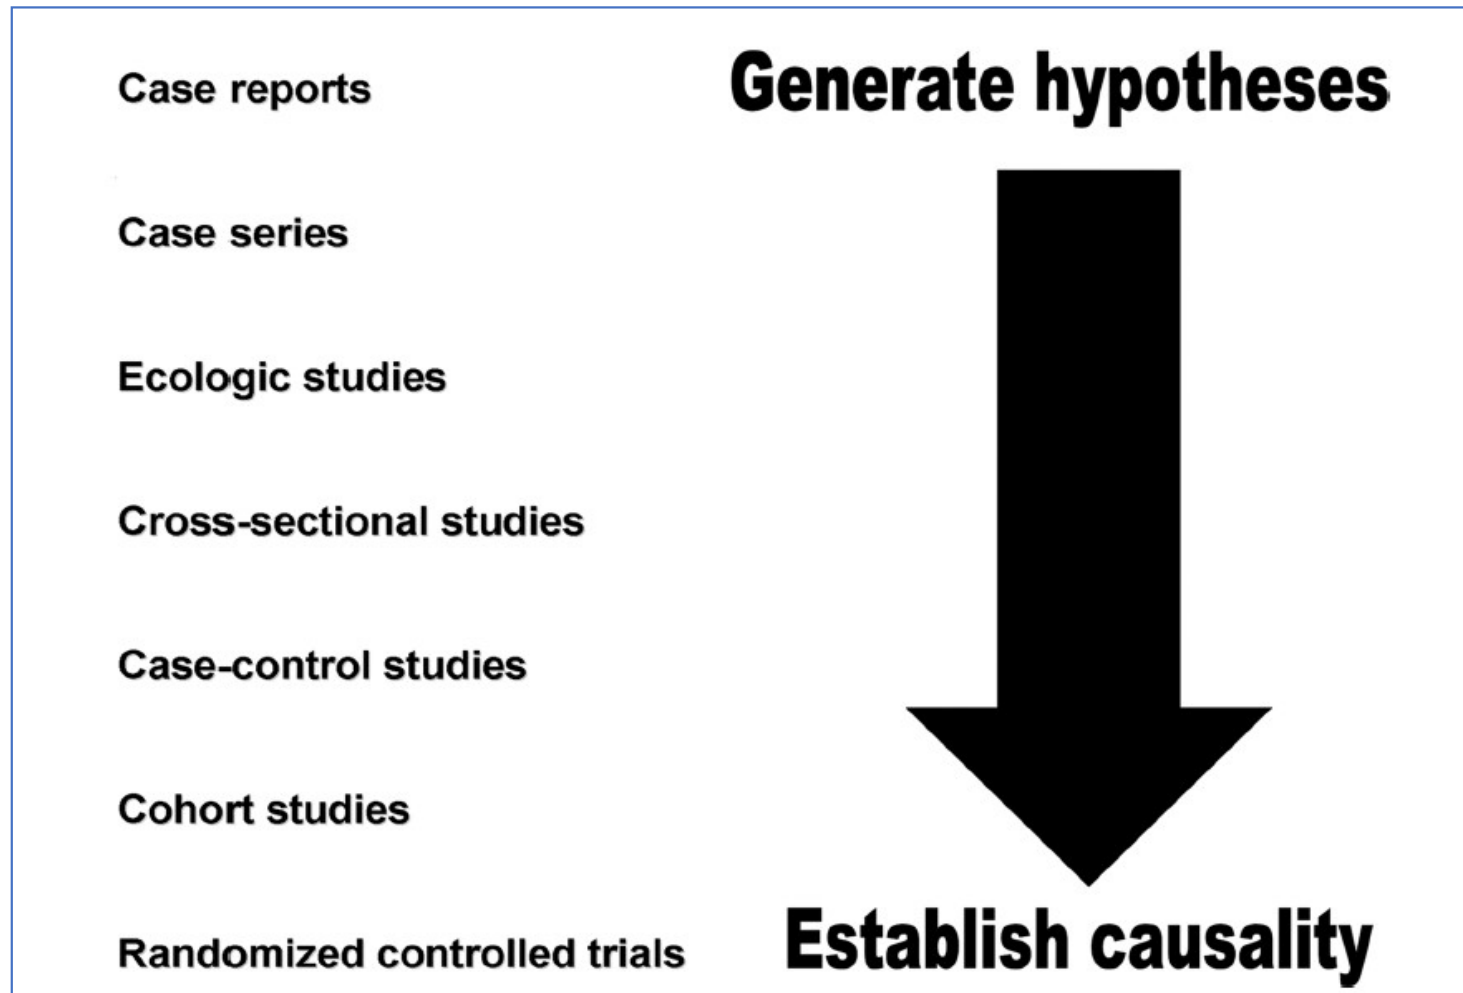 Case reports
Generate hypotheses
Case series
Ecologic studies
Cross-sectional studies
Case-control studies
Cohort studies
Randomized controlled trials
Establish causality